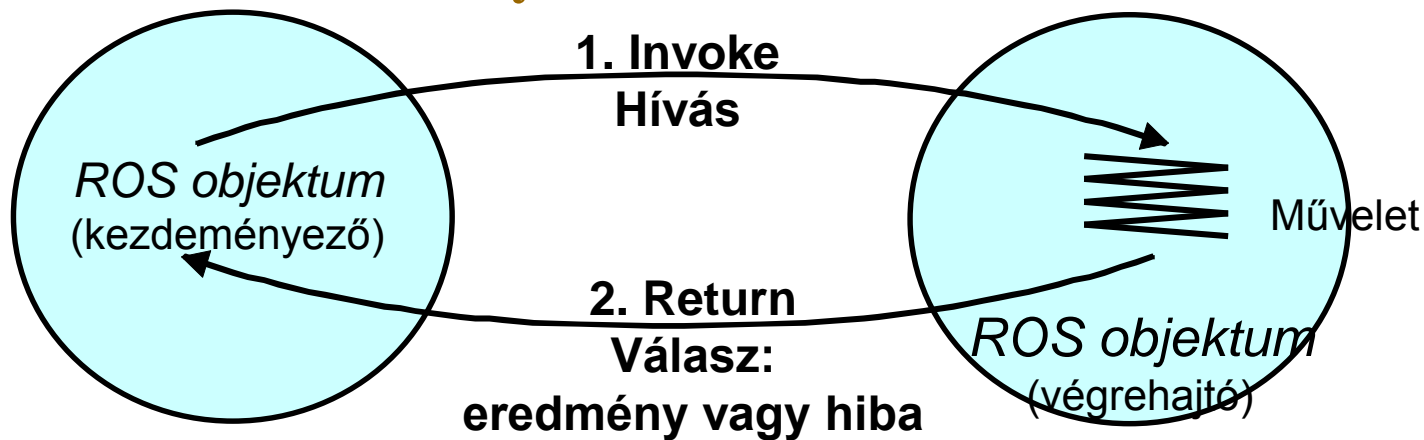 1. Invoke
Hívás
ROS objektum
(kezdeményező)
Művelet
2. Return
Válasz:
eredmény vagy hiba
ROS objektum
(végrehajtó)